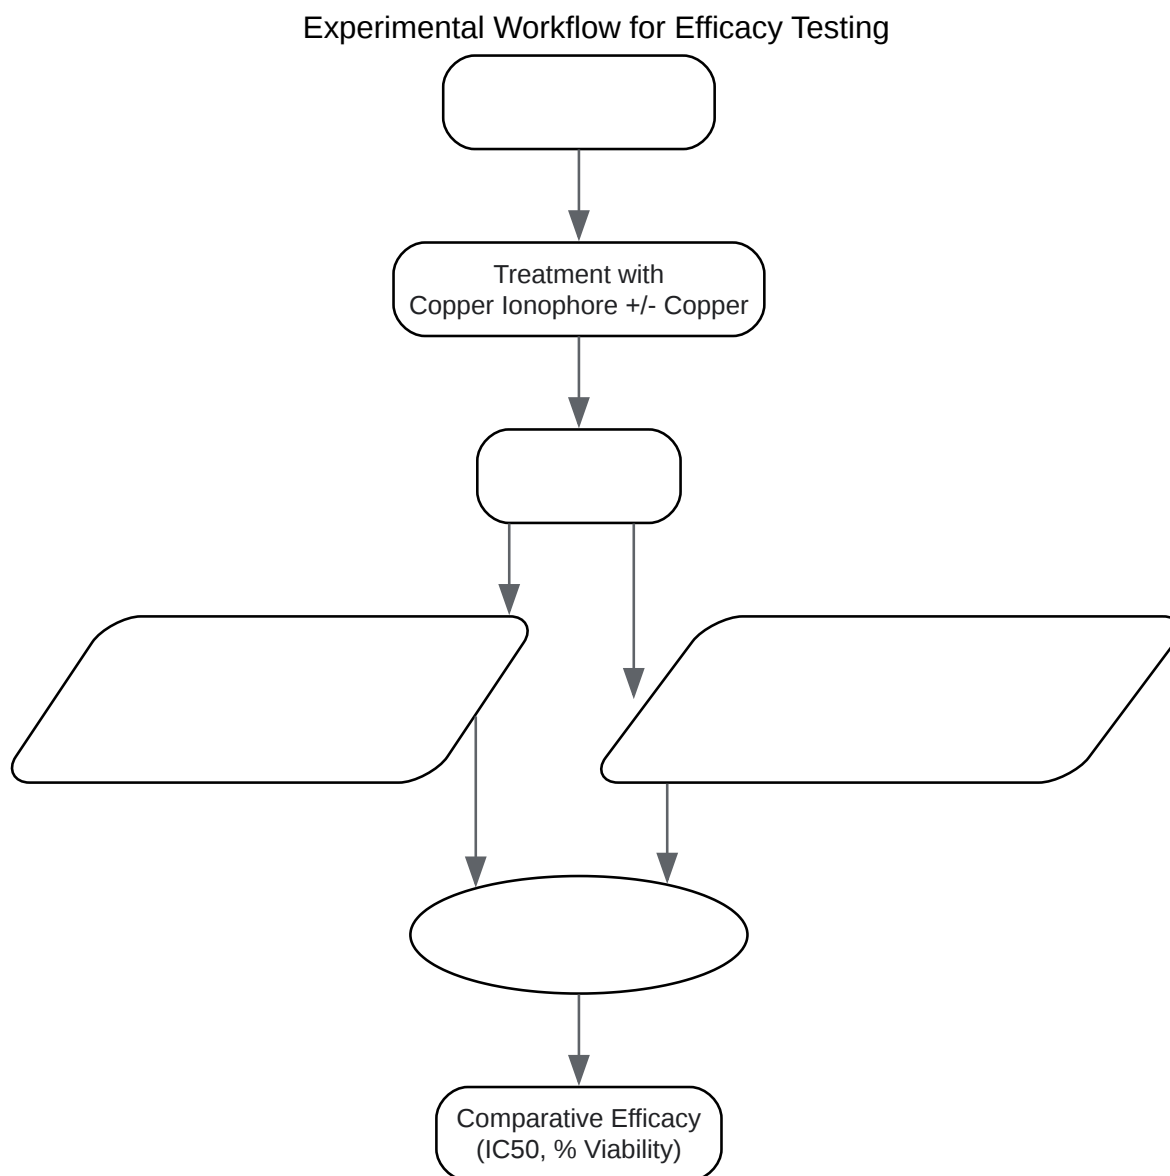 Experimental Workflow for Efficacy Testing
Treatment with
Copper Ionophore +/- Copper
Comparative Efficacy
(IC50, % Viability)